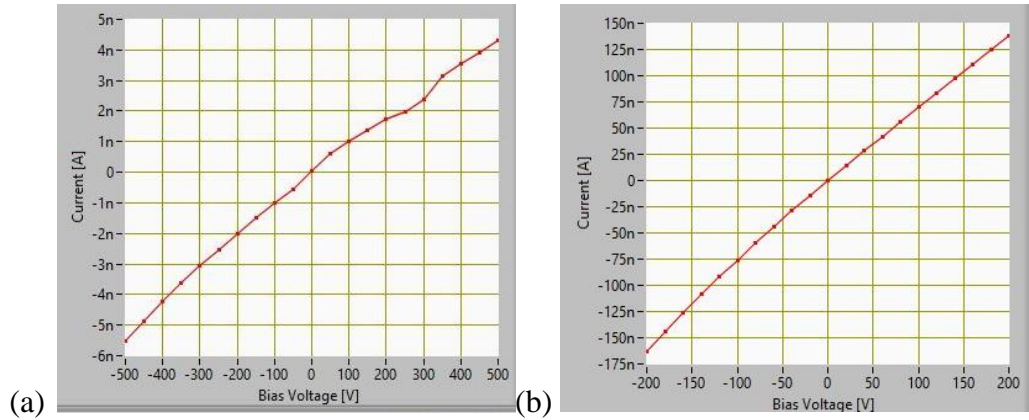 5n
4n
3n
2n
1n
0
-1n
-2n
-3n
-4n
-5n
-6n
Current [A]
-500 -400 -300 -200 -100 0 100 200 300 400 500
Bias Voltage [V]
(a)
150n
125n
100n
75n
50n
25n
0
-25n
-50n
-75n
-100n
-125n
-150n
-175n
Current [A]
-200 -150 -100 -50 0 50 100 150 200
Bias Voltage [V]
(b)